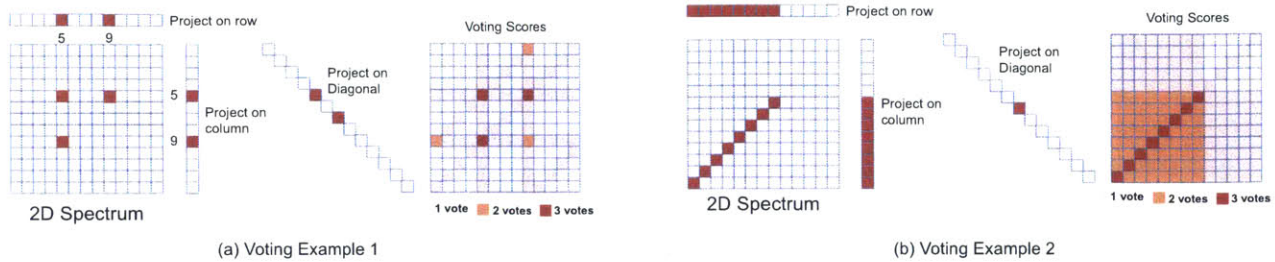 Project on row
5 9
Voting Scores
Project on
Diagonal
5
Project on
column
9
2D Spectrum
1 vote 2 votes 3 votes
(a) Voting Example 1
Project on row
Voting Scores
Project on
Diagonal
Project on
column
2D Spectrum
1 vote 2 votes 3 votes
(b) Voting Example 2